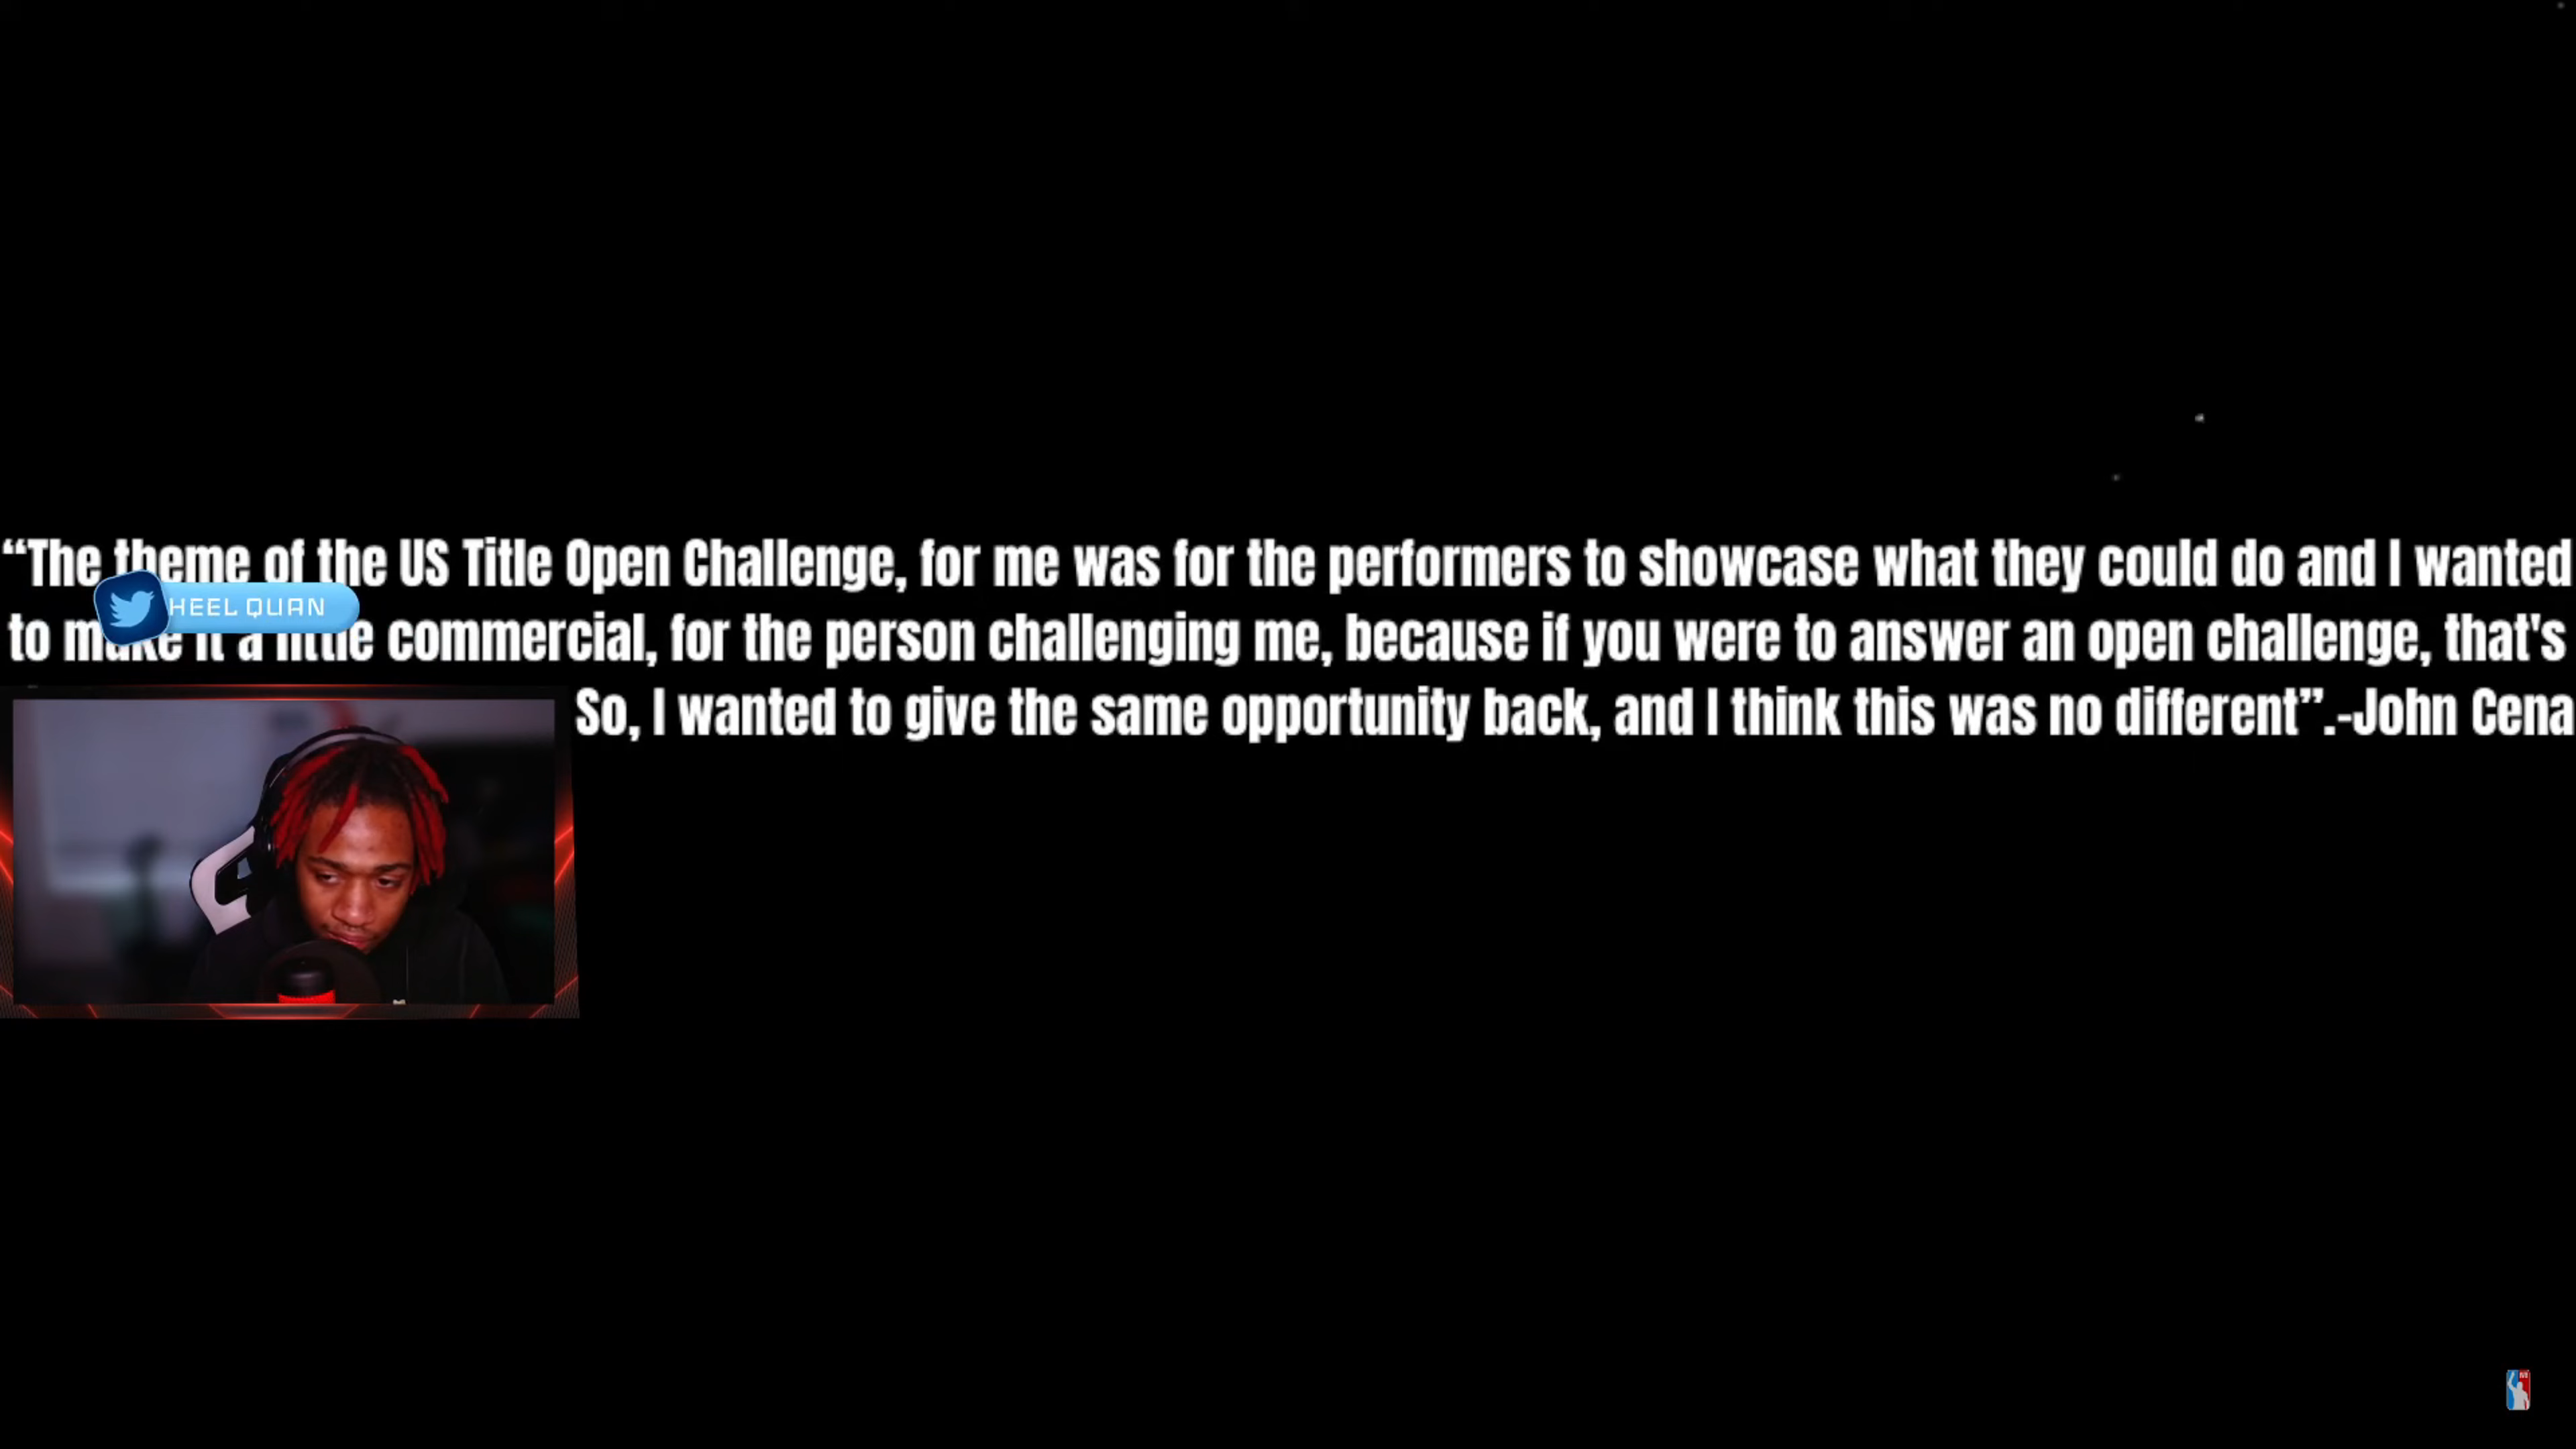 “The theme of the US Title Open Challenge, for me was for the performers to showcase what they could do and I wanted
HEEL QUAN
to make it a little commercial, for the person challenging me, because if you were to answer an open challenge, that's
So, I wanted to give the same opportunity back, and I think this was no different”.-John Cena